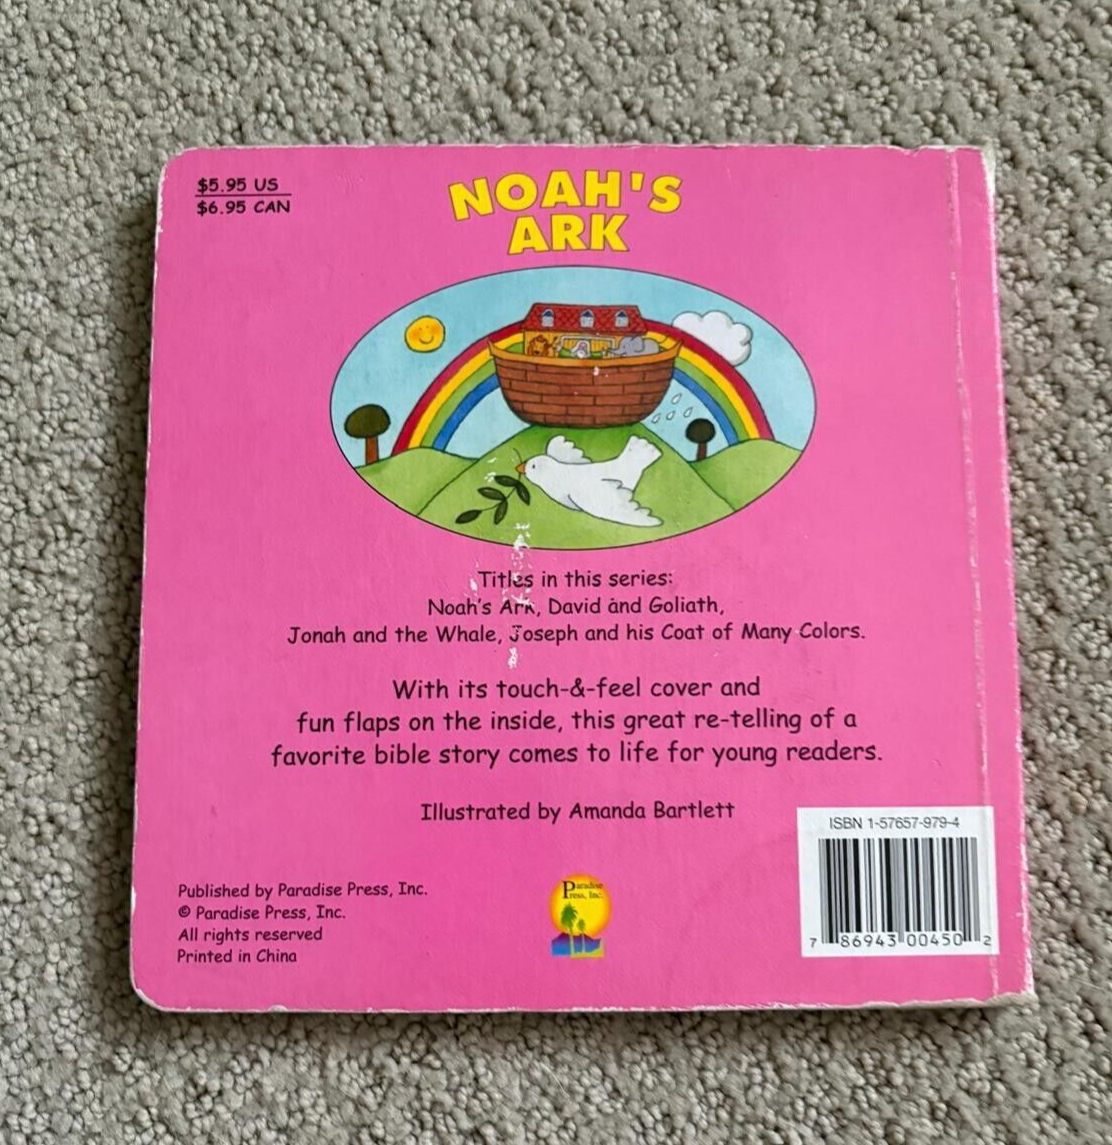 $5.95 US
$6.95 CAN
NOAH'S
ARK
Titles in this series:
Noah's Ark, David and Goliath,
Jonah and the Whale, Joseph and his Coat of Many Colors.
With its touch-&-feel cover and
fun flaps on the inside, this great re-telling of a
favorite bible story comes to life for young readers.
Illustrated by Amanda Bartlett
Published by Paradise Press, Inc.
© Paradise Press, Inc.
All rights reserved
Printed in China
Paradise
Press, Inc.
ISBN 1-57657-979-4
7 86943 00450 2